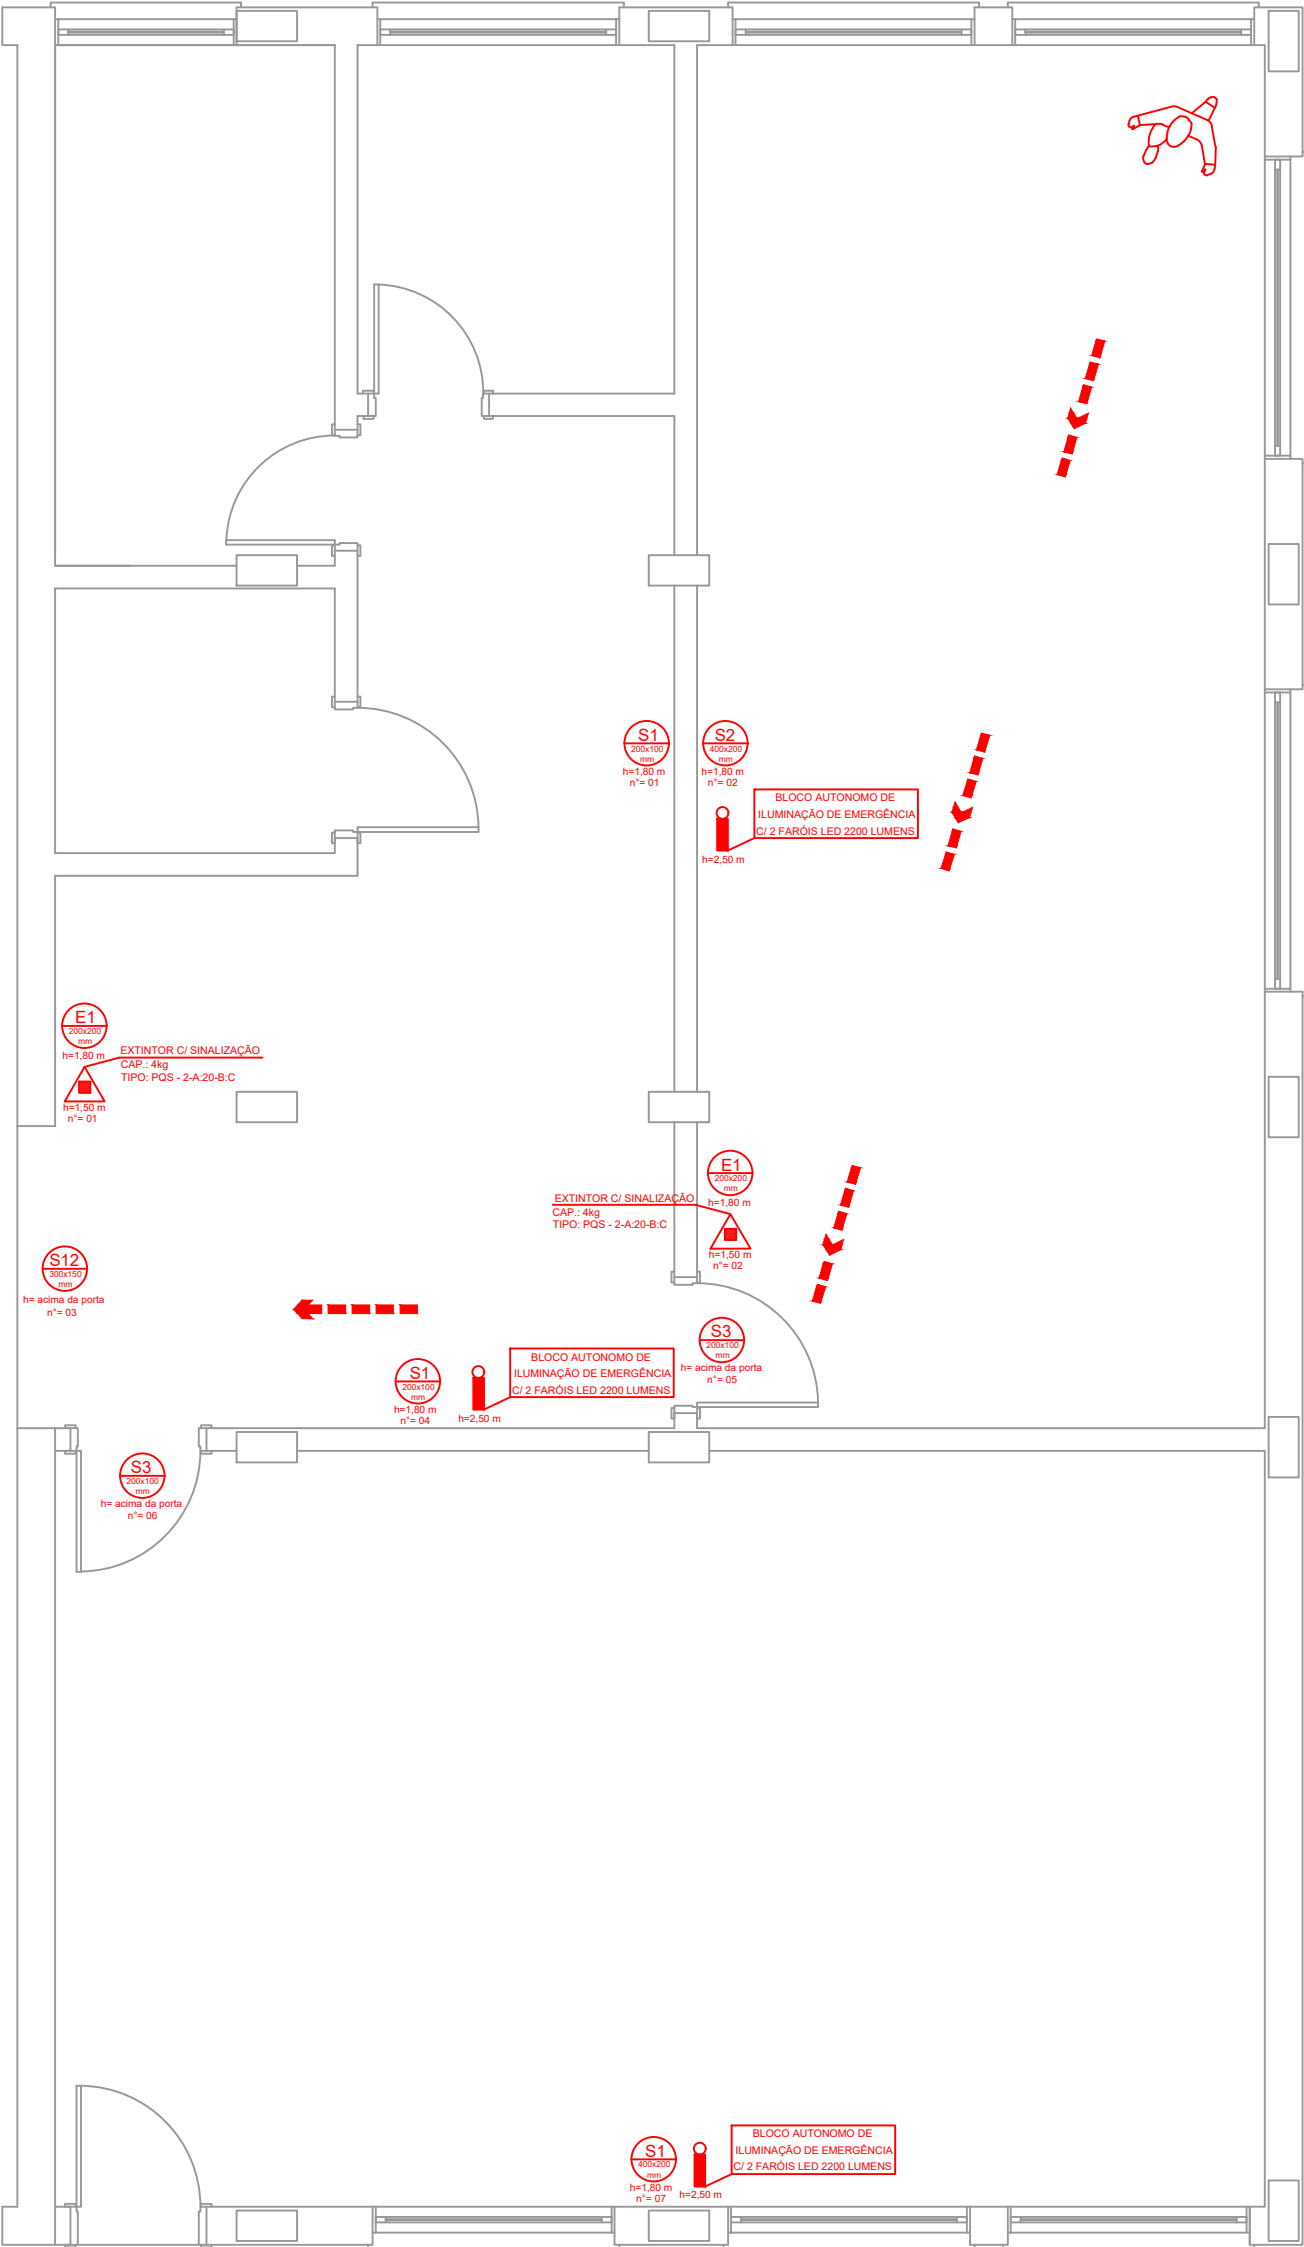 S1
200x100
mm
h=1,80 m
n°= 01
S2
400x200
mm
h=1,80 m
n°= 02
BLOCO AUTONOMO DE
ILUMINAÇÃO DE EMERGÊNCIA
C/ 2 FARÓIS LED 2200 LUMENS
h=2,50 m
E1
200x200
mm
h=1,80 m
EXTINTOR C/ SINALIZAÇÃO
CAP.: 4kg
TIPO: PQS - 2-A:20-B:C
h=1,50 m
n°= 01
E1
200x200
mm
h=1,80 m
EXTINTOR C/ SINALIZAÇÃO
CAP.: 4kg
TIPO: PQS - 2-A:20-B:C
h=1,50 m
n°= 02
S12
300x150
mm
h= acima da porta
n°= 03
S3
200x100
mm
h= acima da porta
n°= 05
S1
200x100
mm
h=1,80 m
n°= 04
BLOCO AUTONOMO DE
ILUMINAÇÃO DE EMERGÊNCIA
C/ 2 FARÓIS LED 2200 LUMENS
h=2,50 m
S3
200x100
mm
h= acima da porta
n°= 06
S1
400x200
mm
h=1,80 m
n°= 07
BLOCO AUTONOMO DE
ILUMINAÇÃO DE EMERGÊNCIA
C/ 2 FARÓIS LED 2200 LUMENS
h=2,50 m